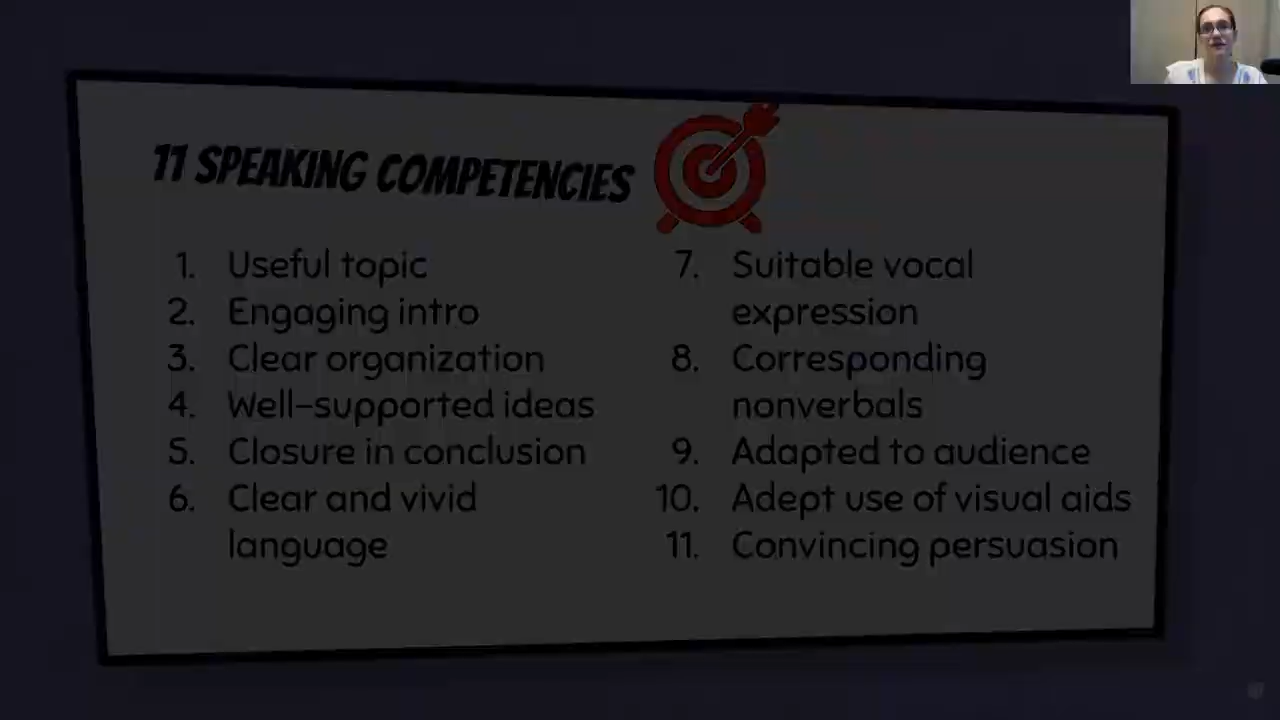 11 SPEAKING COMPETENCIES
1. Useful topic
2. Engaging intro
3. Clear organization
4. Well-supported ideas
5. Closure in conclusion
6. Clear and vivid
language
7. Suitable vocal
expression
8. Corresponding
nonverbals
9. Adapted to audience
10. Adept use of visual aids
11. Convincing persuasion